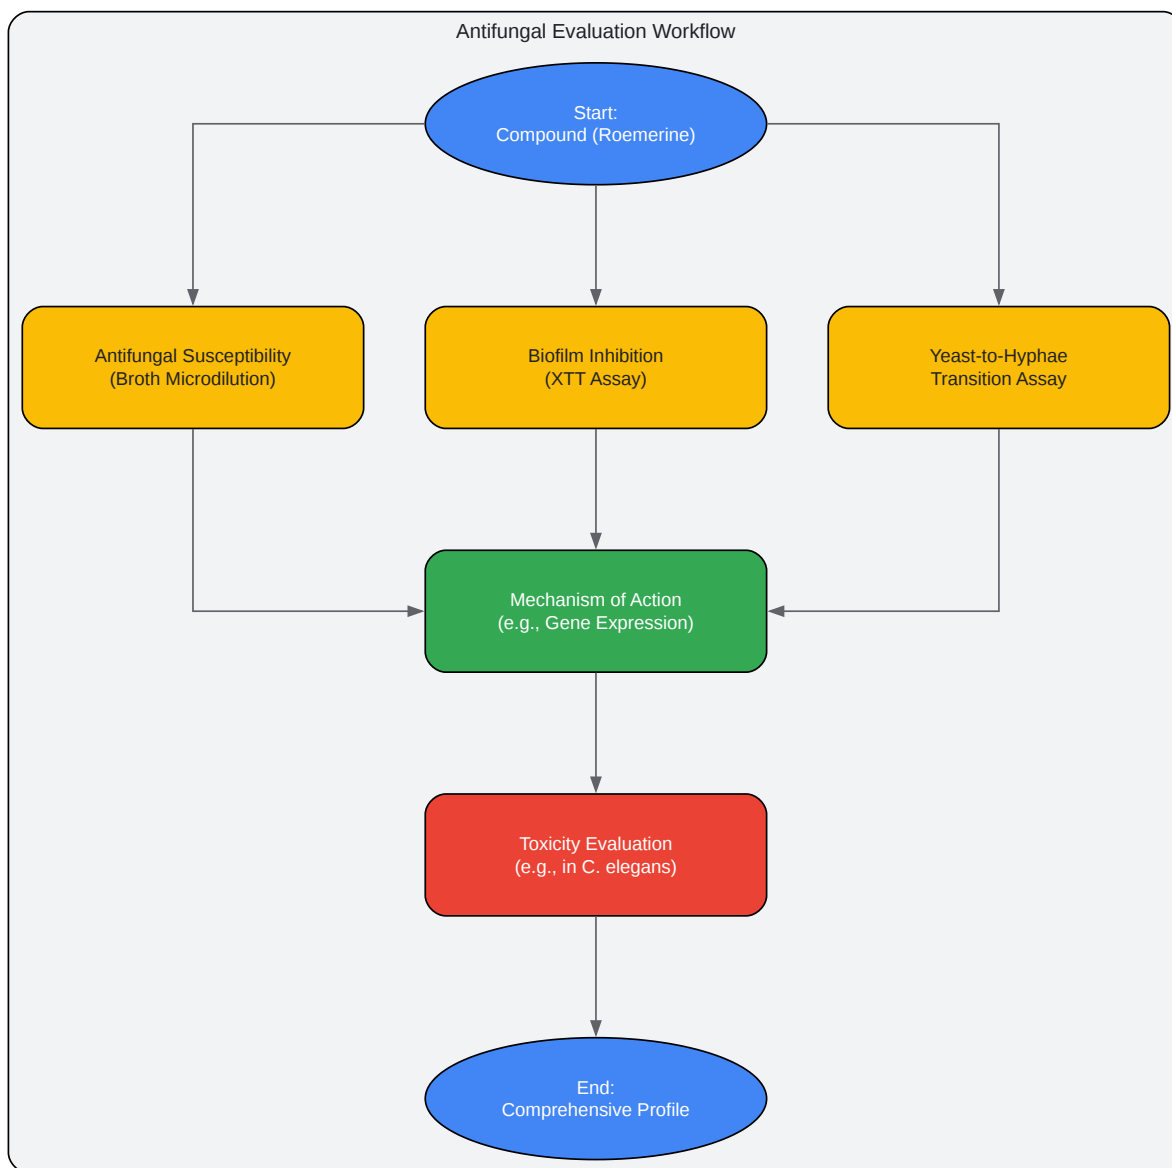 Antifungal Evaluation Workflow
Start:
Compound (Roemerine)
Antifungal Susceptibility
(Broth Microdilution)
Biofilm Inhibition
(XTT Assay)
Yeast-to-Hyphae
Transition Assay
Mechanism of Action
(e.g., Gene Expression)
Toxicity Evaluation
(e.g., in C. elegans)
End:
Comprehensive Profile